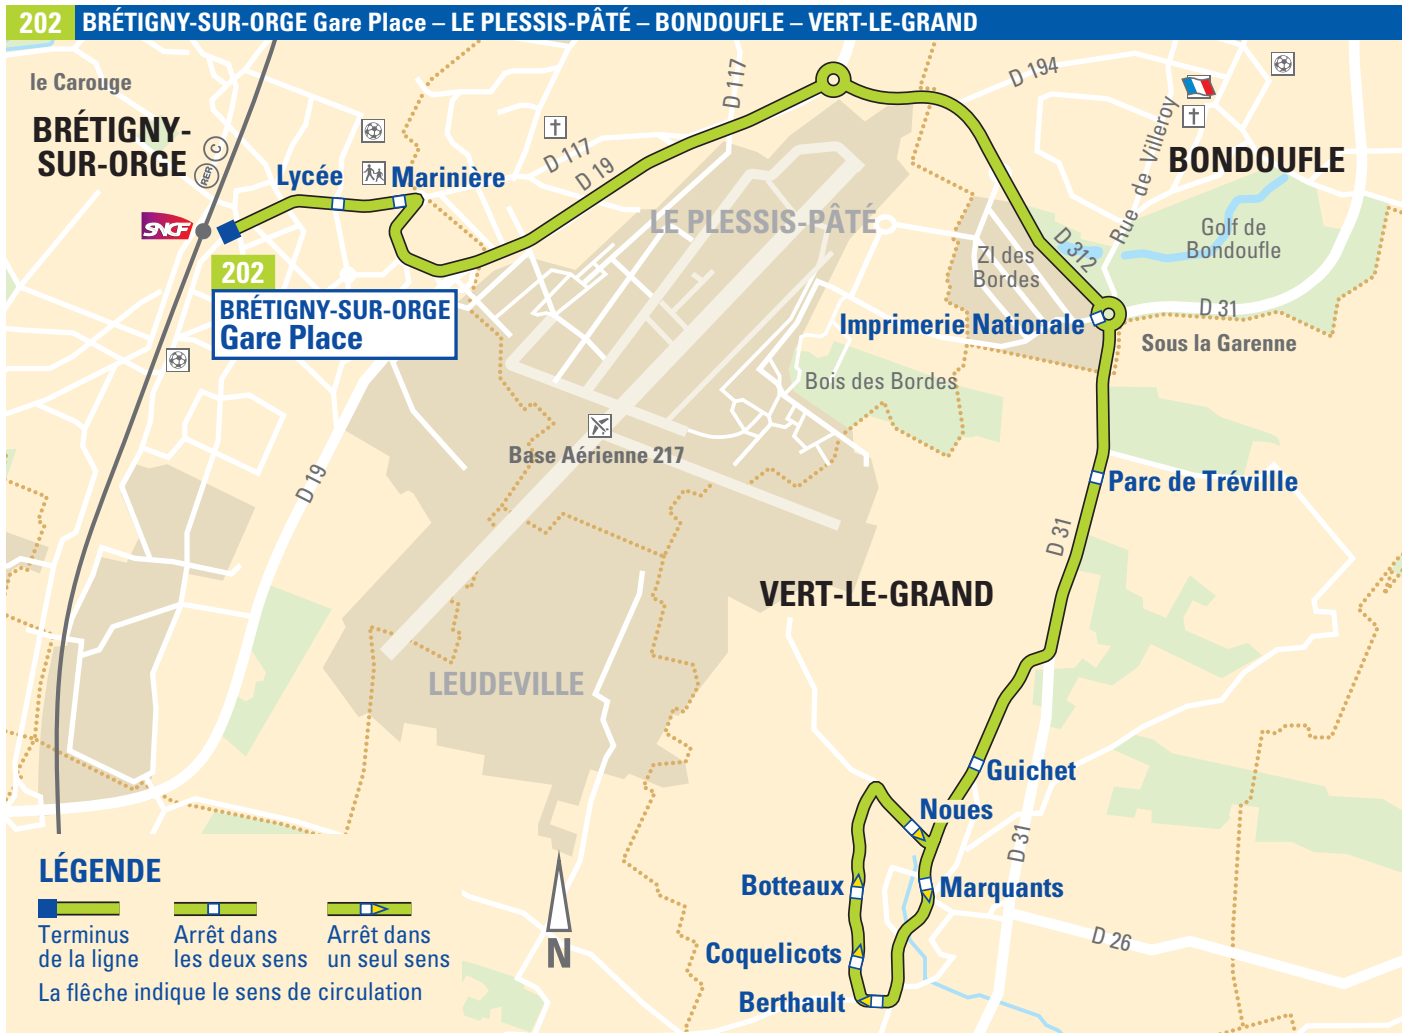 202 BRÉTIGNY-SUR-ORGE Gare Place – LE PLESSIS-PÂTÉ – BONDOUFLE – VERT-LE-GRAND
le Carouge
BRÉTIGNY-
SUR-ORGE
RER C
SNCF
Lycée
Marinière
202
BRÉTIGNY-SUR-ORGE
Gare Place
D 117
D 19
D 117
D 194
Rue de Villeroy
BONDOUFLE
LE PLESSIS-PÂTÉ
ZI des
Bordes
D 312
Golf de
Bondoufle
D 31
Imprimerie Nationale
Sous la Garenne
Bois des Bordes
Base Aérienne 217
D 19
Parc de Trévillle
D 31
VERT-LE-GRAND
LEUDEVILLE
Guichet
Noues
D 31
Botteaux
Marquants
D 26
Coquelicots
Berthault
N
LÉGENDE
Terminus
de la ligne
Arrêt dans
les deux sens
Arrêt dans
un seul sens
La flêche indique le sens de circulation